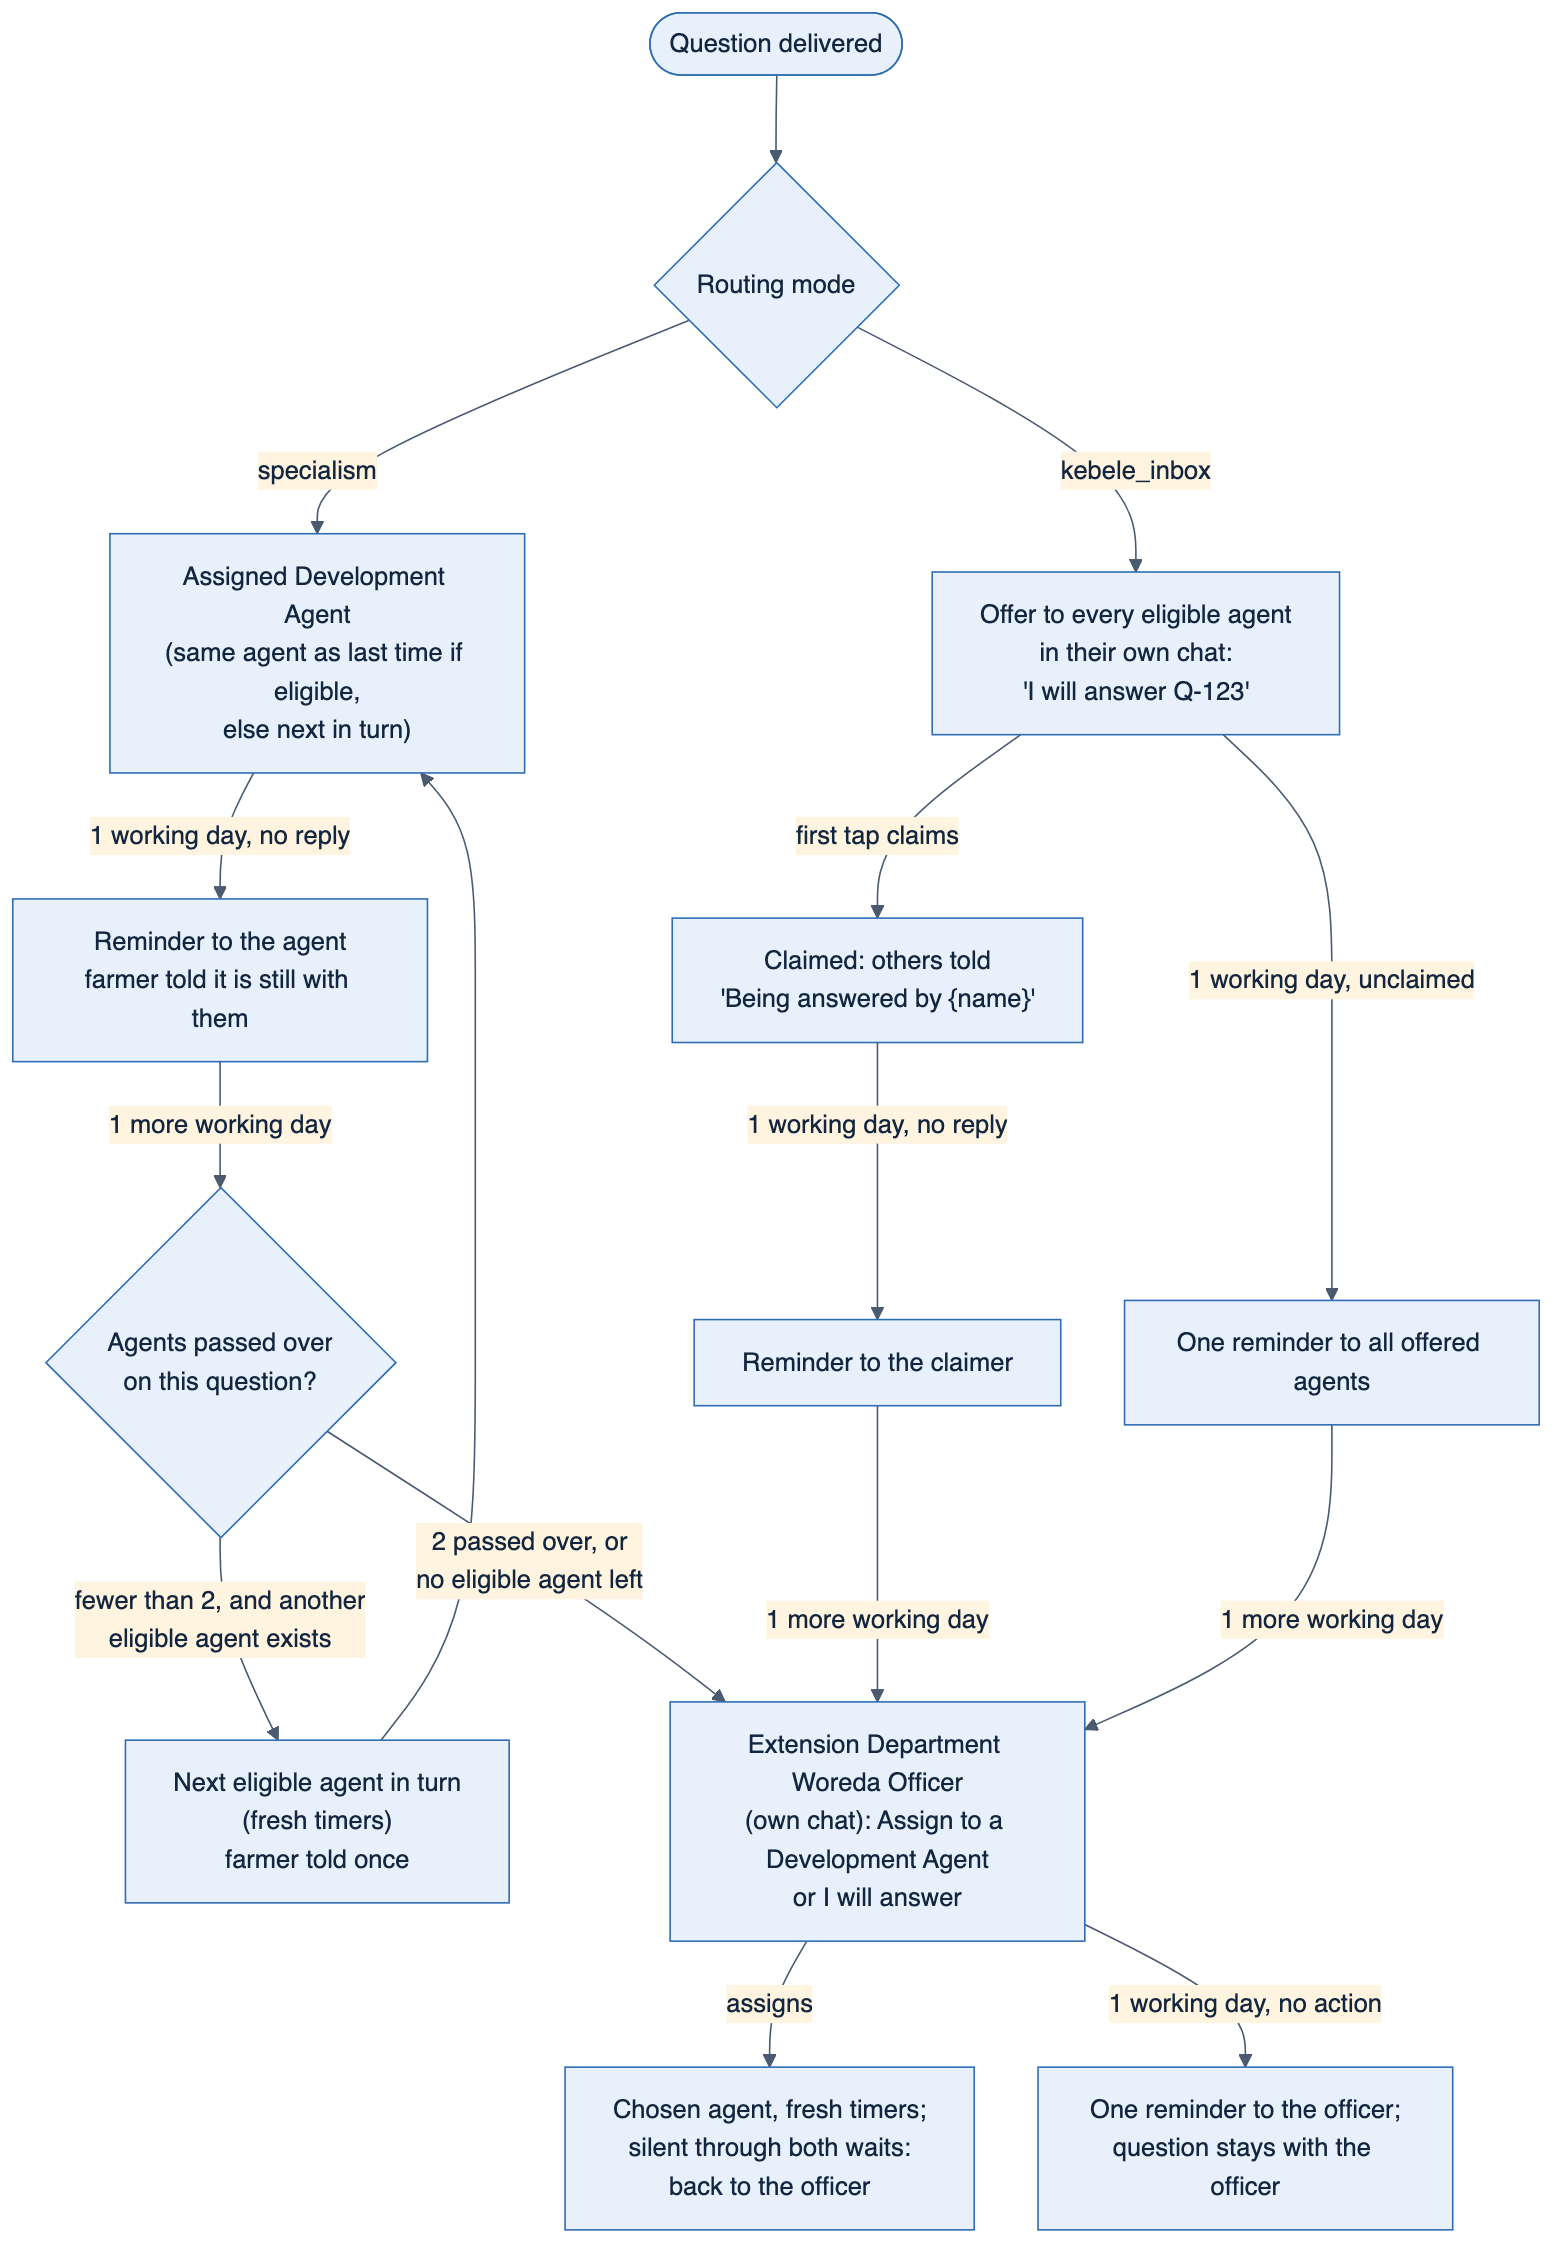 Question delivered
Routing mode
specialism
kebele_inbox
Assigned Development
Agent
(same agent as last time if
eligible,
else next in turn)
Offer to every eligible agent
in their own chat:
'I will answer Q-123'
1 working day, no reply
first tap claims
Reminder to the agent
farmer told it is still with
them
Claimed: others told
'Being answered by {name}'
1 working day, unclaimed
1 more working day
1 working day, no reply
Agents passed over
on this question?
Reminder to the claimer
One reminder to all offered
agents
2 passed over, or
no eligible agent left
fewer than 2, and another
eligible agent exists
1 more working day
1 more working day
Next eligible agent in turn
(fresh timers)
farmer told once
Extension Department
Woreda Officer
(own chat): Assign to a
Development Agent
or I will answer
assigns
1 working day, no action
Chosen agent, fresh timers;
silent through both waits:
back to the officer
One reminder to the officer;
question stays with the
officer